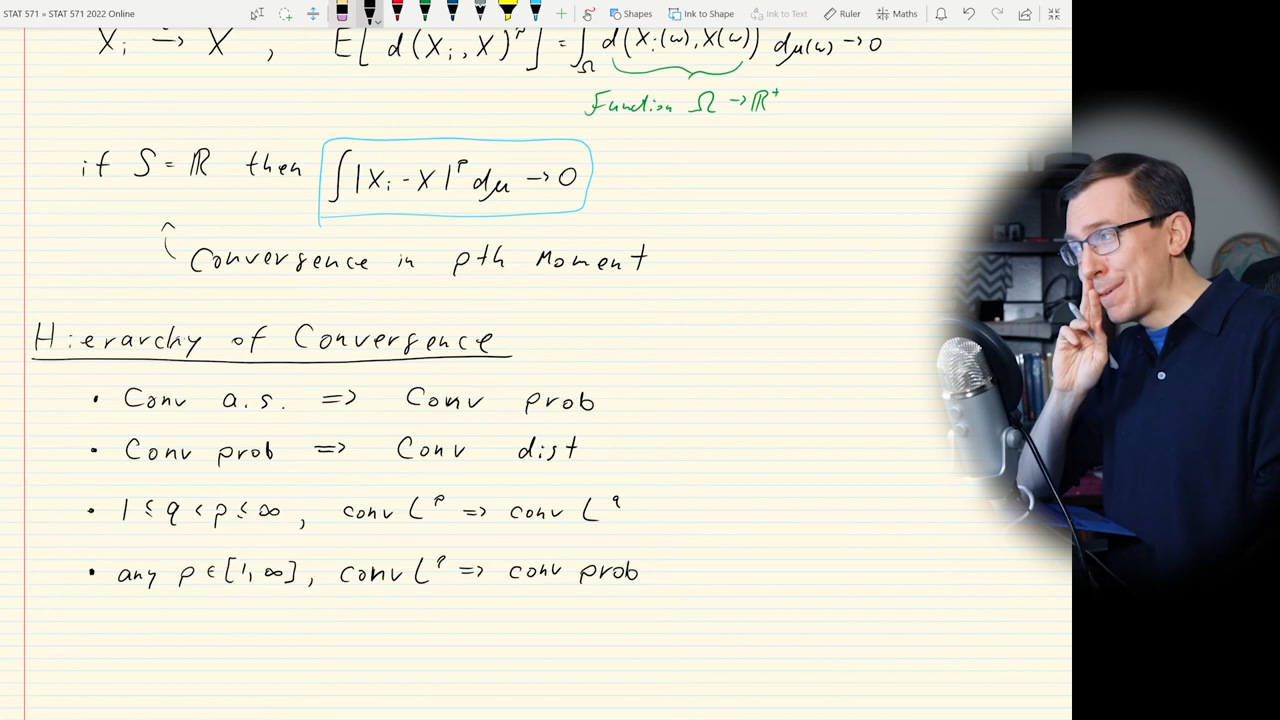 STAT 571 » STAT 571 2022 Online
Shapes Ink to Shape Ink to Text Ruler Maths
Xᵢ → X , E[ d(Xᵢ, X)ᵖ ] = ∫_Ω d(Xᵢ(ω), X(ω)) dμ(ω) → 0
Function Ω → ℝ⁺
if S = ℝ then ∫ |Xᵢ - X|ᵖ dμ → 0
Convergence in pth Moment
Hierarchy of Convergence
• Conv a.s. => Conv prob
• Conv prob => Conv dist
• 1 ≤ q < p ≤ ∞, conv Lᵖ => conv L^q
• any p ∈ [1, ∞], conv Lᵖ => conv prob